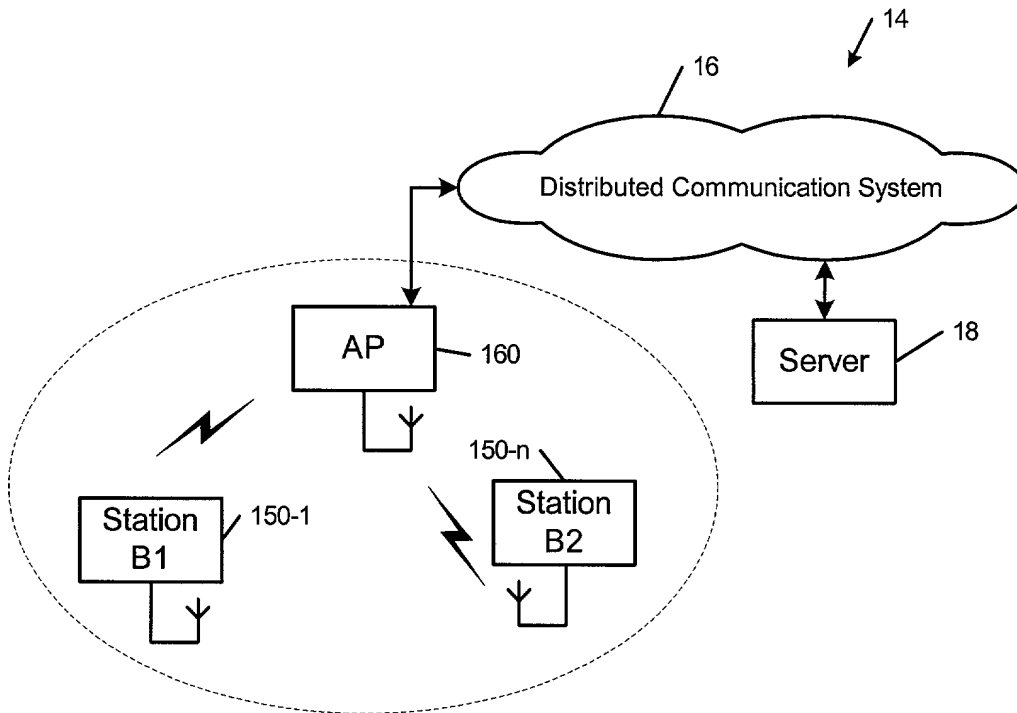 14
16
Distributed Communication System
AP
160
Server
18
150-n
Station
B1
150-1
Station
B2